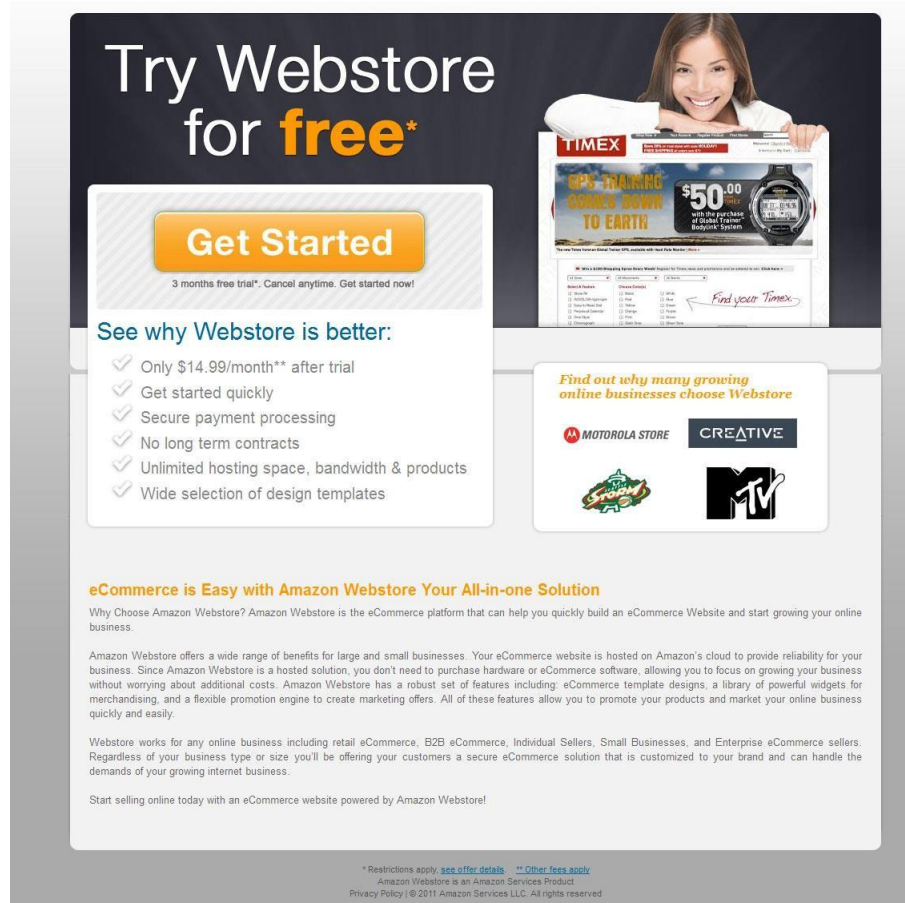 Try Webstore
for free*
TIMEX
GPS TRAINING
COMES DOWN
TO EARTH
$50.00
with the purchase
of Global Trainer™
Bodylink® System
Find your Timex
Get Started
3 months free trial*. Cancel anytime. Get started now!
See why Webstore is better:
Only $14.99/month** after trial
Get started quickly
Secure payment processing
No long term contracts
Unlimited hosting space, bandwidth & products
Wide selection of design templates
Find out why many growing
online businesses choose Webstore
MOTOROLA STORE
CREATIVE
STORM
MTV
eCommerce is Easy with Amazon Webstore Your All-in-one Solution
Why Choose Amazon Webstore? Amazon Webstore is the eCommerce platform that can help you quickly build an eCommerce Website and start growing your online
business.
Amazon Webstore offers a wide range of benefits for large and small businesses. Your eCommerce website is hosted on Amazon's cloud to provide reliability for your
business. Since Amazon Webstore is a hosted solution, you don't need to purchase hardware or eCommerce software, allowing you to focus on growing your business
without worrying about additional costs. Amazon Webstore has a robust set of features including: eCommerce template designs, a library of powerful widgets for
merchandising, and a flexible promotion engine to create marketing offers. All of these features allow you to promote your products and market your online business
quickly and easily.
Webstore works for any online business including retail eCommerce, B2B eCommerce, Individual Sellers, Small Businesses, and Enterprise eCommerce sellers.
Regardless of your business type or size you'll be offering your customers a secure eCommerce solution that is customized to your brand and can handle the
demands of your growing internet business.
Start selling online today with an eCommerce website powered by Amazon Webstore!
* Restrictions apply, see offer details. ** Other fees apply
Amazon Webstore is an Amazon Services Product
Privacy Policy | © 2011 Amazon Services LLC. All rights reserved